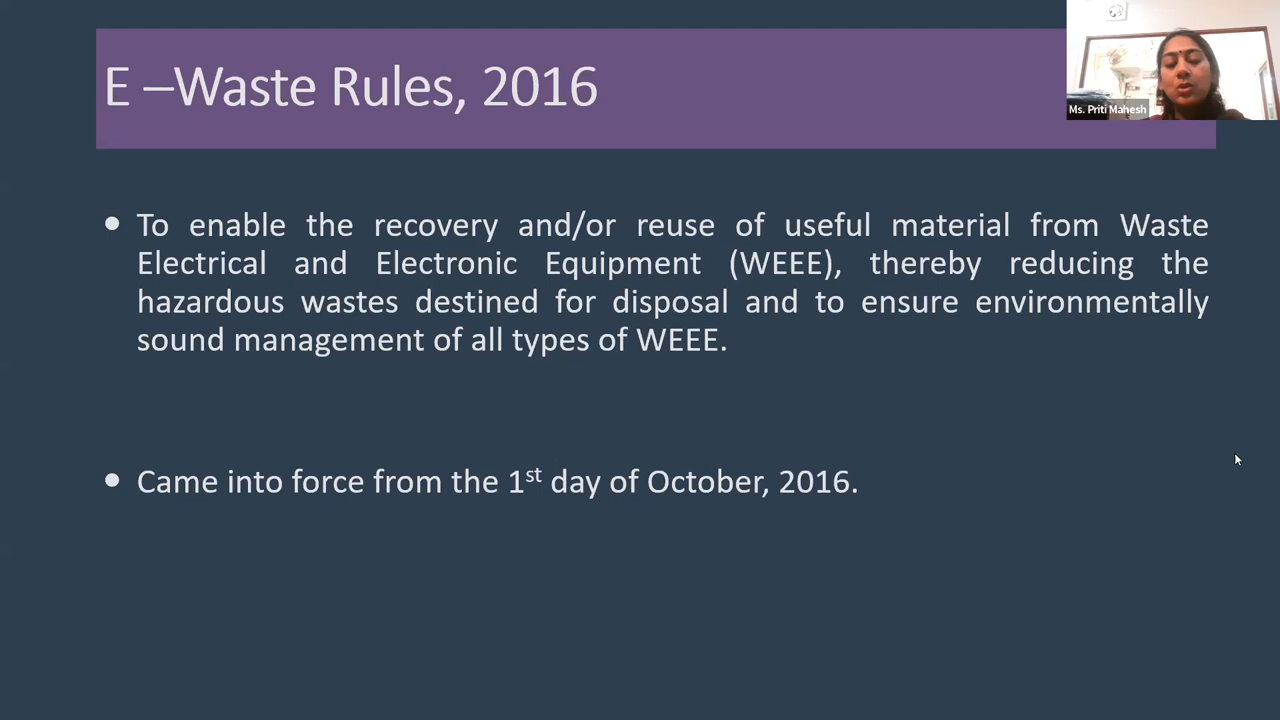 E –Waste Rules, 2016
Ms. Priti Mahesh
• To enable the recovery and/or reuse of useful material from Waste
Electrical and Electronic Equipment (WEEE), thereby reducing the
hazardous wastes destined for disposal and to ensure environmentally
sound management of all types of WEEE.
• Came into force from the 1st day of October, 2016.